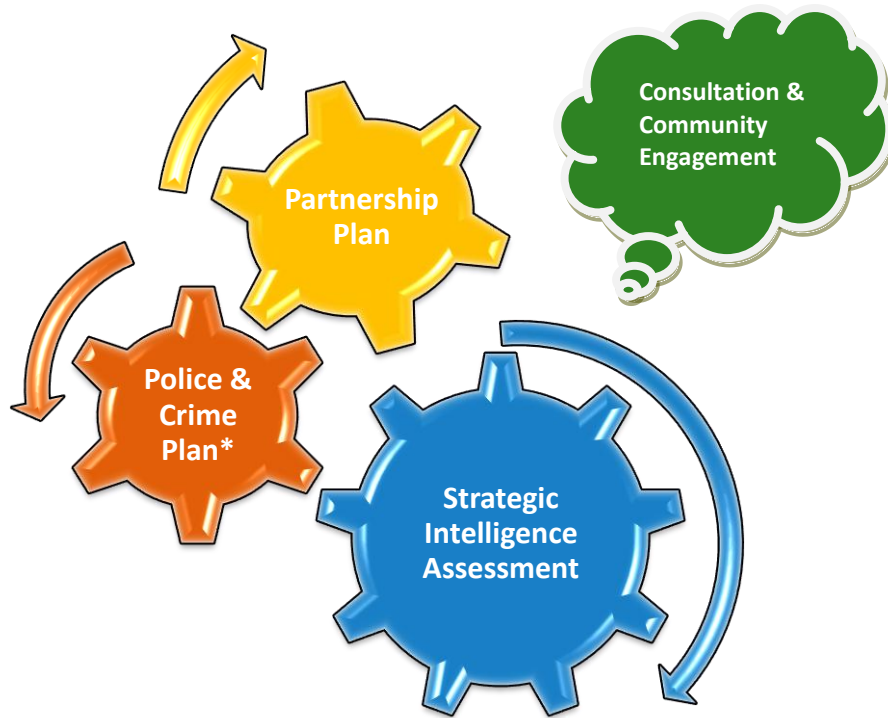 Consultation &
Community
Engagement
Partnership
Plan
Police &
Crime
Plan*
Strategic
Intelligence
Assessment